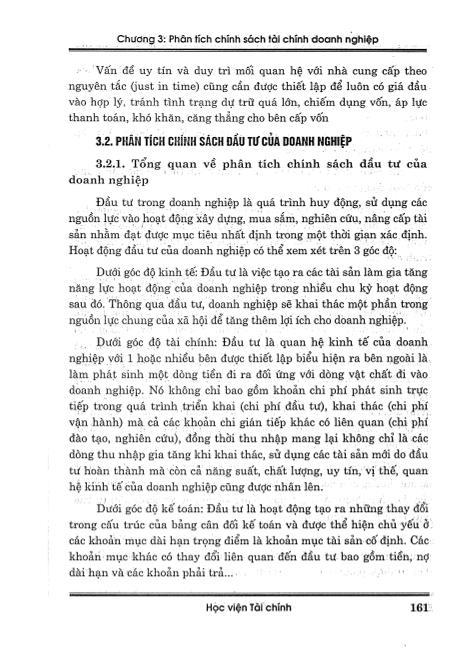 Chương 3: Phân tích chính sách tài chính doanh nghiệp
Vấn đề uy tín và duy trì mối quan hệ với nhà cung cấp theo
nguyên tắc (just in time) cũng cần được thiết lập để luôn có giá đầu
vào hợp lý, tránh tình trạng dự trữ quá lớn, chiếm dụng vốn, áp lực
thanh toán, khó khăn, căng thẳng cho bên cấp vốn
3.2. PHÂN TÍCH CHÍNH SÁCH ĐẦU TƯ CỦA DOANH NGHIỆP
3.2.1. Tổng quan về phân tích chính sách đầu tư của
doanh nghiệp
Đầu tư trong doanh nghiệp là quá trình huy động, sử dụng các
nguồn lực vào hoạt động xây dựng, mua sắm, nghiên cứu, nâng cấp tài
sản nhằm đạt được mục tiêu nhất định trong một thời gian xác định.
Hoạt động đầu tư của doanh nghiệp có thể xem xét trên 3 góc độ:
Dưới góc độ kinh tế: Đầu tư là việc tạo ra các tài sản làm gia tăng
năng lực hoạt động của doanh nghiệp trong nhiều chu kỳ hoạt động
sau đó. Thông qua đầu tư, doanh nghiệp sẽ khai thác một phần trong
nguồn lực chung của xã hội để tăng thêm lợi ích cho doanh nghiệp.
Dưới góc độ tài chính: Đầu tư là quan hệ kinh tế của doanh
nghiệp với 1 hoặc nhiều bên được thiết lập biểu hiện ra bên ngoài là
làm phát sinh một dòng tiền đi ra đối ứng với dòng vật chất đi vào
doanh nghiệp. Nó không chỉ bao gồm khoản chi phí phát sinh trực
tiếp trong quá trình triển khai (chi phí đầu tư), khai thác (chi phí
vận hành) mà cả các khoản chi gián tiếp khác có liên quan (chi phí
đào tạo, nghiên cứu), đồng thời thu nhập mang lại không chỉ là các
dòng thu nhập gia tăng khi khai thác, sử dụng các tài sản mới do đầu
tư hoàn thành mà còn cả năng suất, chất lượng, uy tín, vị thế, quan
hệ kinh tế của doanh nghiệp cũng được nhân lên.
Dưới góc độ kế toán: Đầu tư là hoạt động tạo ra những thay đổi
trong cấu trúc của bảng cân đối kế toán và được thể hiện chủ yếu ở
các khoản mục dài hạn trọng điểm là khoản mục tài sản cố định. Các
khoản mục khác có thay đổi liên quan đến đầu tư bao gồm tiền, nợ
dài hạn và các khoản phải trả...
Học viện Tài chính 161